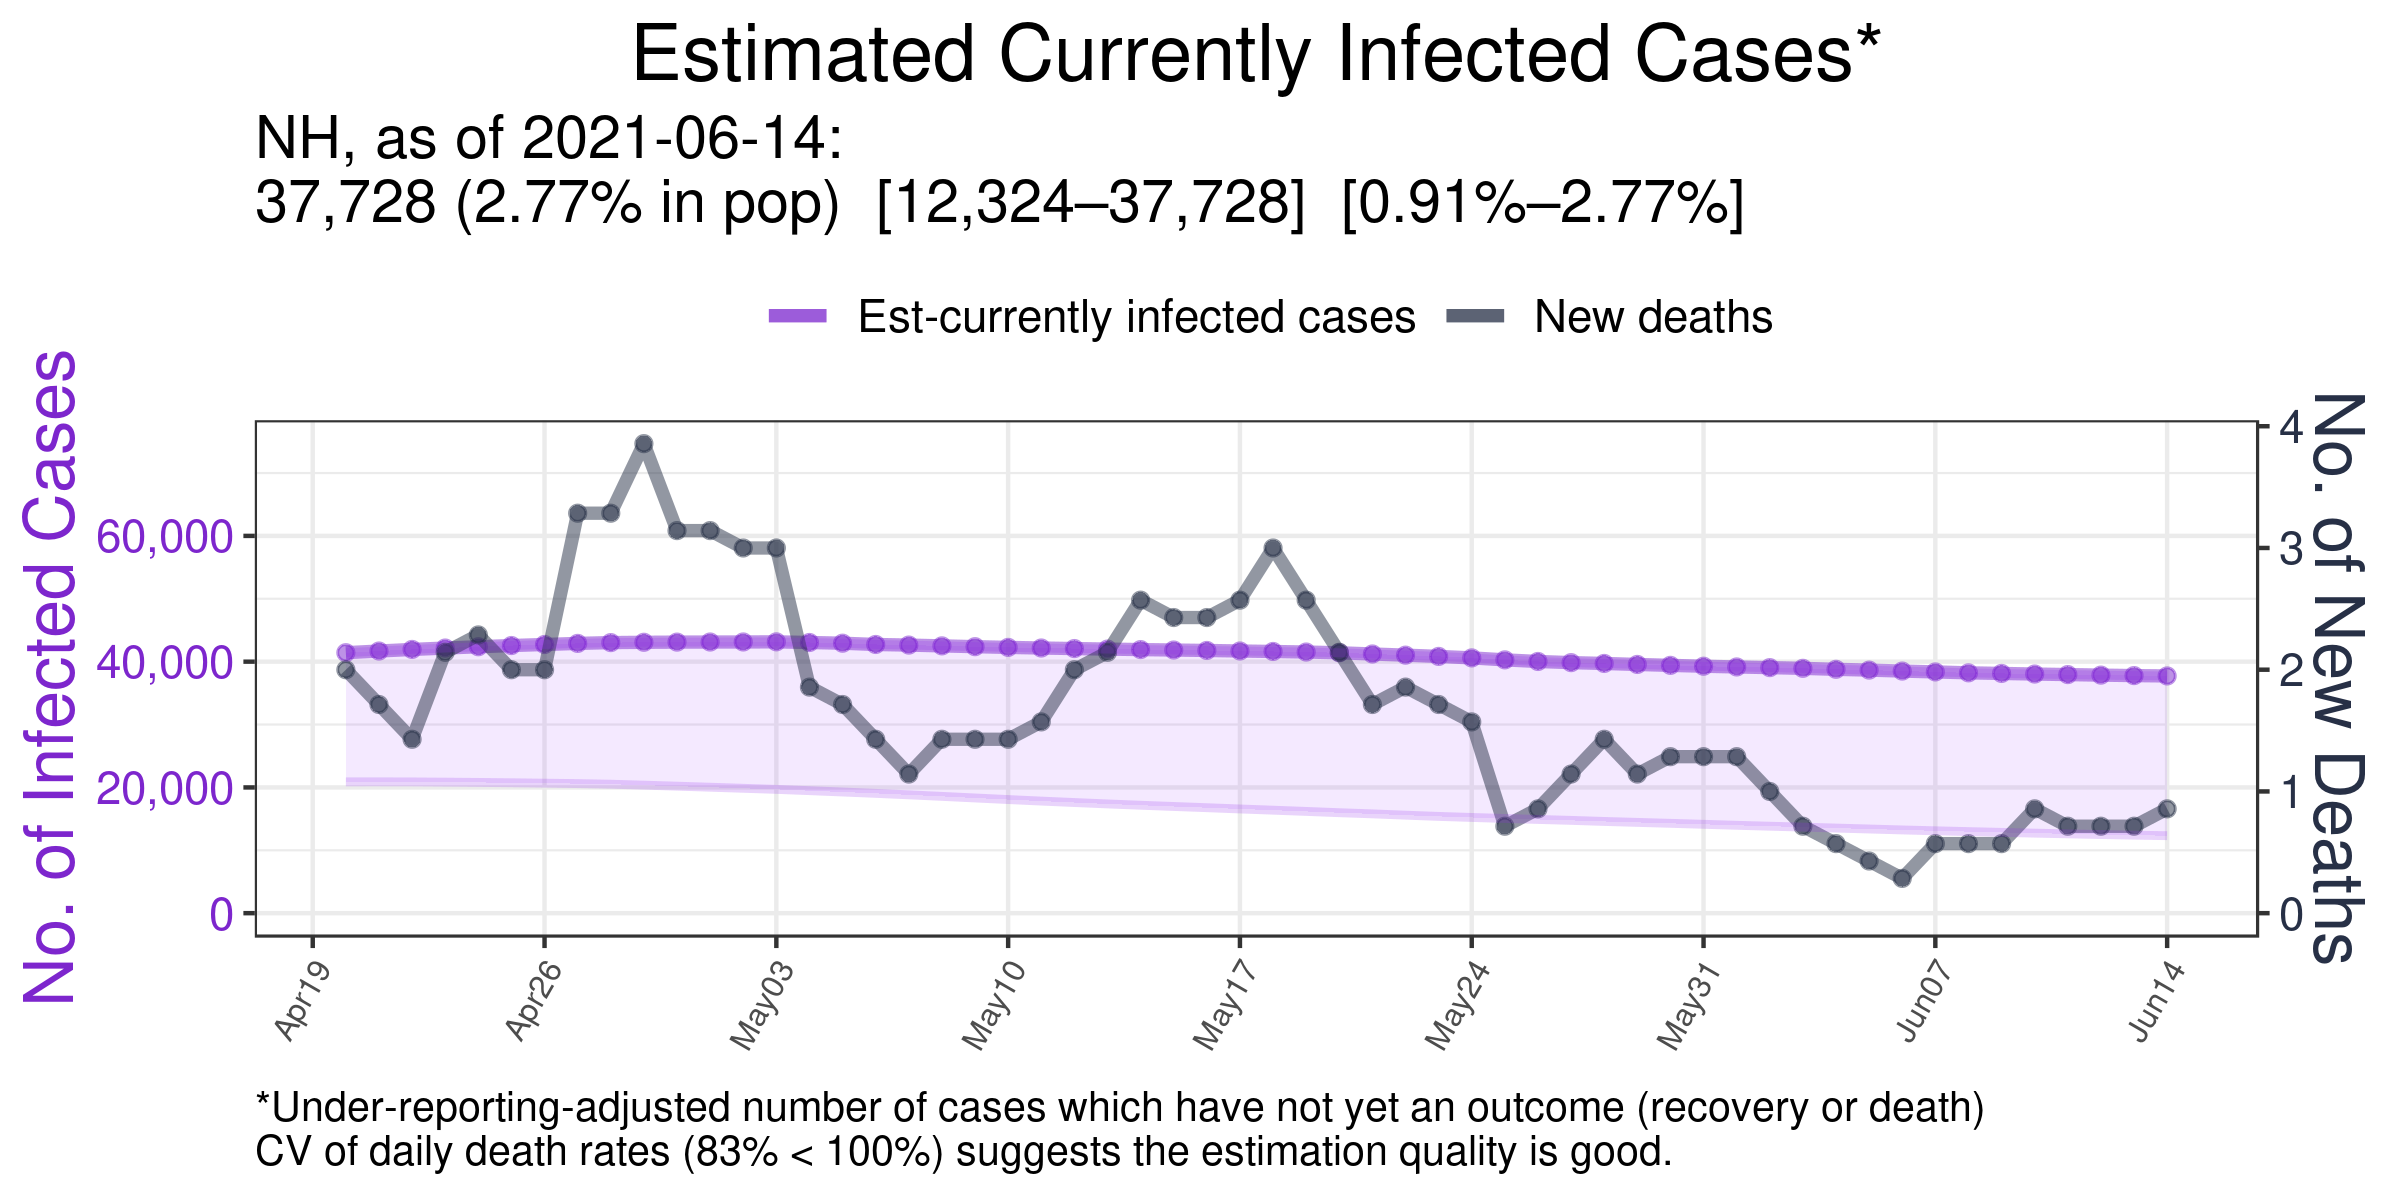 Estimated Currently Infected Cases*
NH, as of 2021-06-14:
37,728 (2.77% in pop)  [12,324–37,728]  [0.91%–2.77%]
Est-currently infected cases
New deaths
No. of Infected Cases
60,000
40,000
20,000
0
4
3
2
1
0
No. of New Deaths
Apr19
Apr26
May03
May10
May17
May24
May31
Jun07
Jun14
*Under-reporting-adjusted number of cases which have not yet an outcome (recovery or death)
CV of daily death rates (83% < 100%) suggests the estimation quality is good.